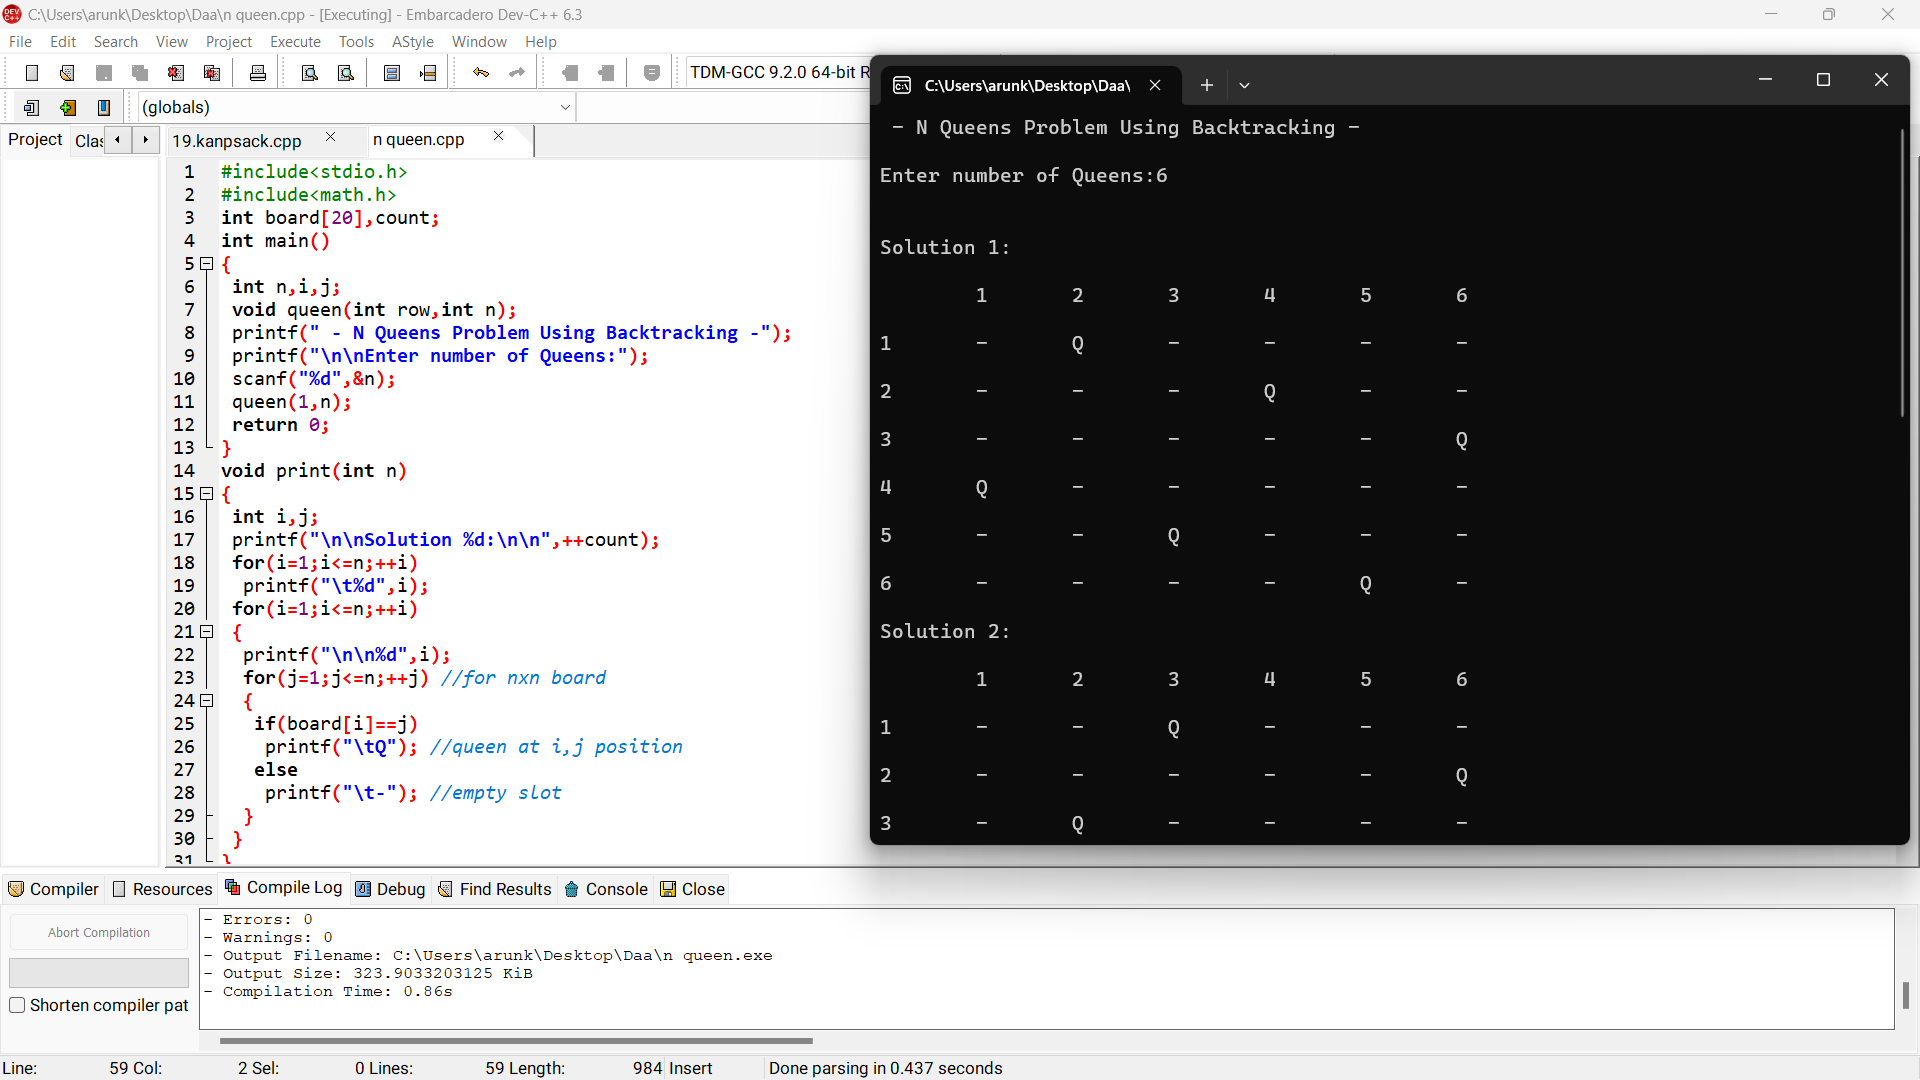 C:\Users\arunk\Desktop\Daa\n queen.cpp - [Executing] - Embarcadero Dev-C++ 6.3
File Edit Search View Project Execute Tools AStyle Window Help
TDM-GCC 9.2.0 64-bit R
(globals)
Project Clas 19.kanpsack.cpp n queen.cpp
1 #include<stdio.h>
2 #include<math.h>
3 int board[20],count;
4 int main()
5 {
6 int n,i,j;
7 void queen(int row,int n);
8 printf(" - N Queens Problem Using Backtracking -");
9 printf("\n\nEnter number of Queens:");
10 scanf("%d",&n);
11 queen(1,n);
12 return 0;
13 }
14 void print(int n)
15 {
16 int i,j;
17 printf("\n\nSolution %d:\n\n",++count);
18 for(i=1;i<=n;++i)
19 printf("\t%d",i);
20 for(i=1;i<=n;++i)
21 {
22 printf("\n\n%d",i);
23 for(j=1;j<=n;++j) //for nxn board
24 {
25 if(board[i]==j)
26 printf("\tQ"); //queen at i,j position
27 else
28 printf("\t-"); //empty slot
29 }
30 }
31 }
C:\Users\arunk\Desktop\Daa\
- N Queens Problem Using Backtracking -
Enter number of Queens:6
Solution 1:
1 2 3 4 5 6
1 - Q - - - -
2 - - - Q - -
3 - - - - - Q
4 Q - - - - -
5 - - Q - - -
6 - - - - Q -
Solution 2:
1 2 3 4 5 6
1 - - Q - - -
2 - - - - - Q
3 - Q - - - -
Compiler Resources Compile Log Debug Find Results Console Close
Abort Compilation
Shorten compiler pat
- Errors: 0
- Warnings: 0
- Output Filename: C:\Users\arunk\Desktop\Daa\n queen.exe
- Output Size: 323.9033203125 KiB
- Compilation Time: 0.86s
Line: 59 Col: 2 Sel: 0 Lines: 59 Length: 984 Insert Done parsing in 0.437 seconds